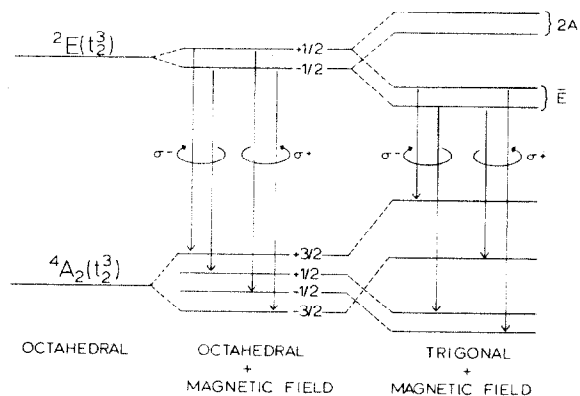 2A
²E(t₂³)
+1/2
-1/2
Ē
σ-
σ+
σ-
σ+
⁴A₂(t₂³)
+3/2
+1/2
-1/2
-3/2
OCTAHEDRAL
OCTAHEDRAL
+
MAGNETIC FIELD
TRIGONAL
+
MAGNETIC FIELD